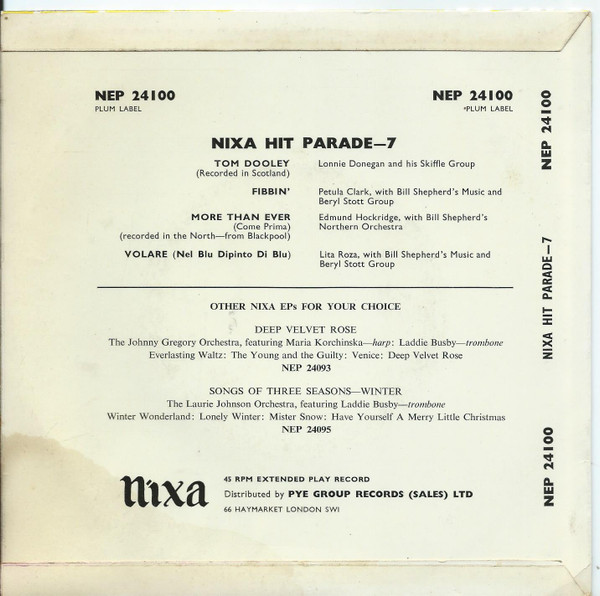 NEP 24100
PLUM LABEL
NEP 24100
PLUM LABEL
NIXA HIT PARADE—7
TOM DOOLEY
(Recorded in Scotland)
Lonnie Donegan and his Skiffle Group
FIBBIN'
Petula Clark, with Bill Shepherd's Music and
Beryl Stott Group
MORE THAN EVER
(Come Prima)
(recorded in the North—from Blackpool)
Edmund Hockridge, with Bill Shepherd's
Northern Orchestra
VOLARE (Nel Blu Dipinto Di Blu)
Lita Roza, with Bill Shepherd's Music and
Beryl Stott Group
OTHER NIXA EPs FOR YOUR CHOICE
DEEP VELVET ROSE
The Johnny Gregory Orchestra, featuring Maria Korchinska—harp: Laddie Busby—trombone
Everlasting Waltz: The Young and the Guilty: Venice: Deep Velvet Rose
NEP 24093
SONGS OF THREE SEASONS—WINTER
The Laurie Johnson Orchestra, featuring Laddie Busby—trombone
Winter Wonderland: Lonely Winter: Mister Snow: Have Yourself A Merry Little Christmas
NEP 24095
nixa
45 RPM EXTENDED PLAY RECORD
Distributed by PYE GROUP RECORDS (SALES) LTD
66 HAYMARKET LONDON SW1
NEP 24100
NIXA HIT PARADE—7
NEP 24100